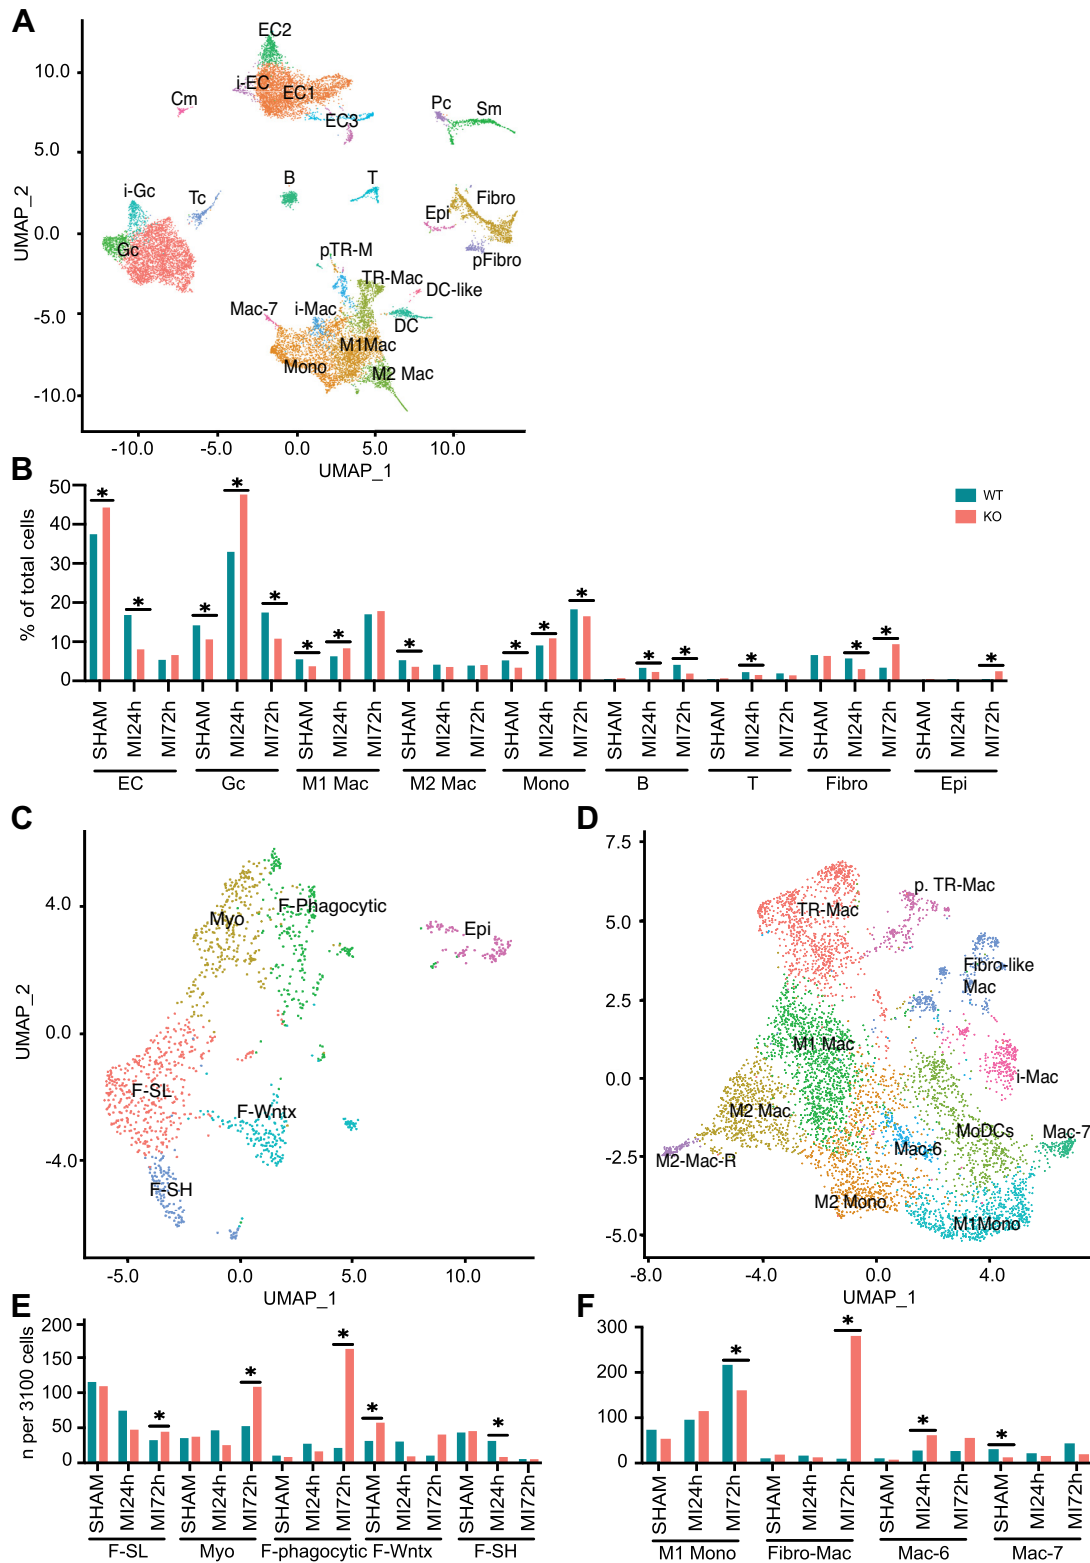 A
EC2
10.0
i-EC
EC1
Cm
Pc
Sm
EC3
5.0
i-Gc
Tc
B
T
Fibro
Epi
UMAP_2
0.0
Gc
pFibro
pTR-M
TR-Mac
DC-like
-5.0
Mac-7
i-Mac
DC
M1Mac
Mono
M2 Mac
-10.0
-10.0 -5.0 0.0 5.0 10.0
UMAP_1
B
% of total cells
50
40
30
20
10
0
* * * * * * * * * * * * * * * *
WT
KO
SHAM MI24h MI72h SHAM MI24h MI72h SHAM MI24h MI72h SHAM MI24h MI72h SHAM MI24h MI72h SHAM MI24h MI72h SHAM MI24h MI72h SHAM MI24h MI72h SHAM MI24h MI72h
EC Gc M1 Mac M2 Mac Mono B T Fibro Epi
C
UMAP_2
4.0
0.0
-4.0
Myo
F-Phagocytic
Epi
F-SL
F-Wntx
F-SH
-5.0 0.0 5.0 10.0
UMAP_1
D
7.5
5.0
2.5
0.0
-2.5
-5.0
p. TR-Mac
TR-Mac
Fibro-like
Mac
M1 Mac
i-Mac
M2 Mac
MoDCs
Mac-7
Mac-6
M2-Mac-R
M2 Mono
M1Mono
-8.0 -4.0 0.0 4.0
UMAP_1
E
n per 3100 cells
200
150
100
50
0
* * * * *
SHAM MI24h MI72h SHAM MI24h MI72h SHAM MI24h MI72h SHAM MI24h MI72h SHAM MI24h MI72h
F-SL Myo F-phagocytic F-Wntx F-SH
F
300
200
100
0
* * * *
SHAM MI24h MI72h SHAM MI24h MI72h SHAM MI24h MI72h SHAM MI24h MI72h
M1 Mono Fibro-Mac Mac-6 Mac-7